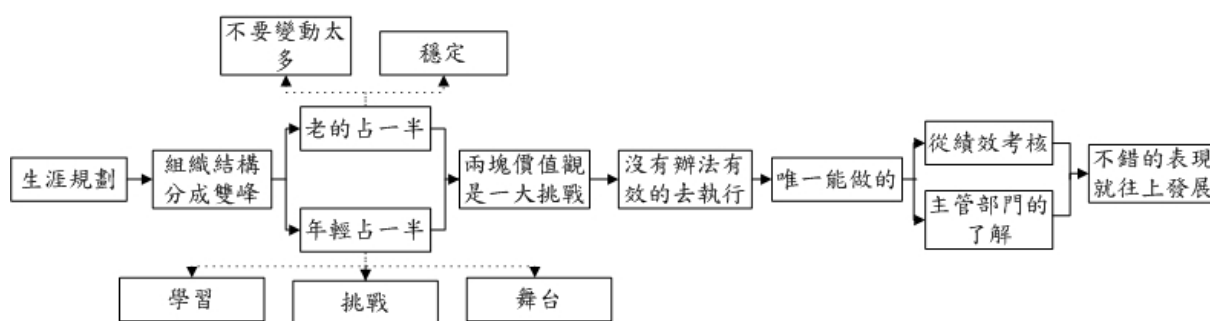 不要變動太
多
穩定
老的占一半
生涯規劃
組織結構
分成雙峰
年輕占一半
兩塊價值觀
是一大挑戰
沒有辦法有
效的去執行
唯一能做的
從績效考核
主管部門的
了解
不錯的表現
就往上發展
學習
挑戰
舞台